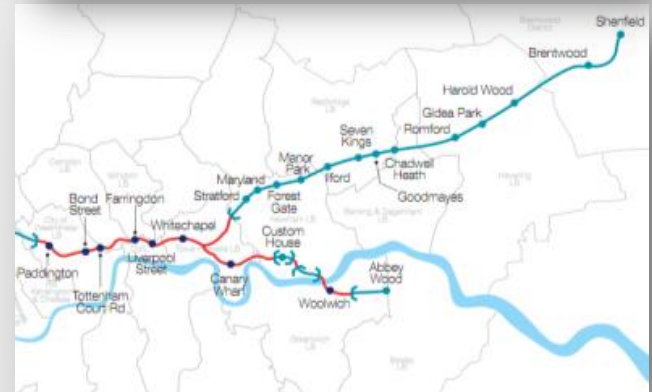 Shenfield
Brentwood
Harold Wood
Gidea Park
Romford
Seven
Kings
Chadwell
Heath
Goodmayes
Ilford
Manor
Park
Forest
Gate
Maryland
Stratford
Whitechapel
Liverpool
Street
Farringdon
Bond
Street
Tottenham
Court Rd
Paddington
Canary
Wharf
Custom
House
Woolwich
Abbey
Wood